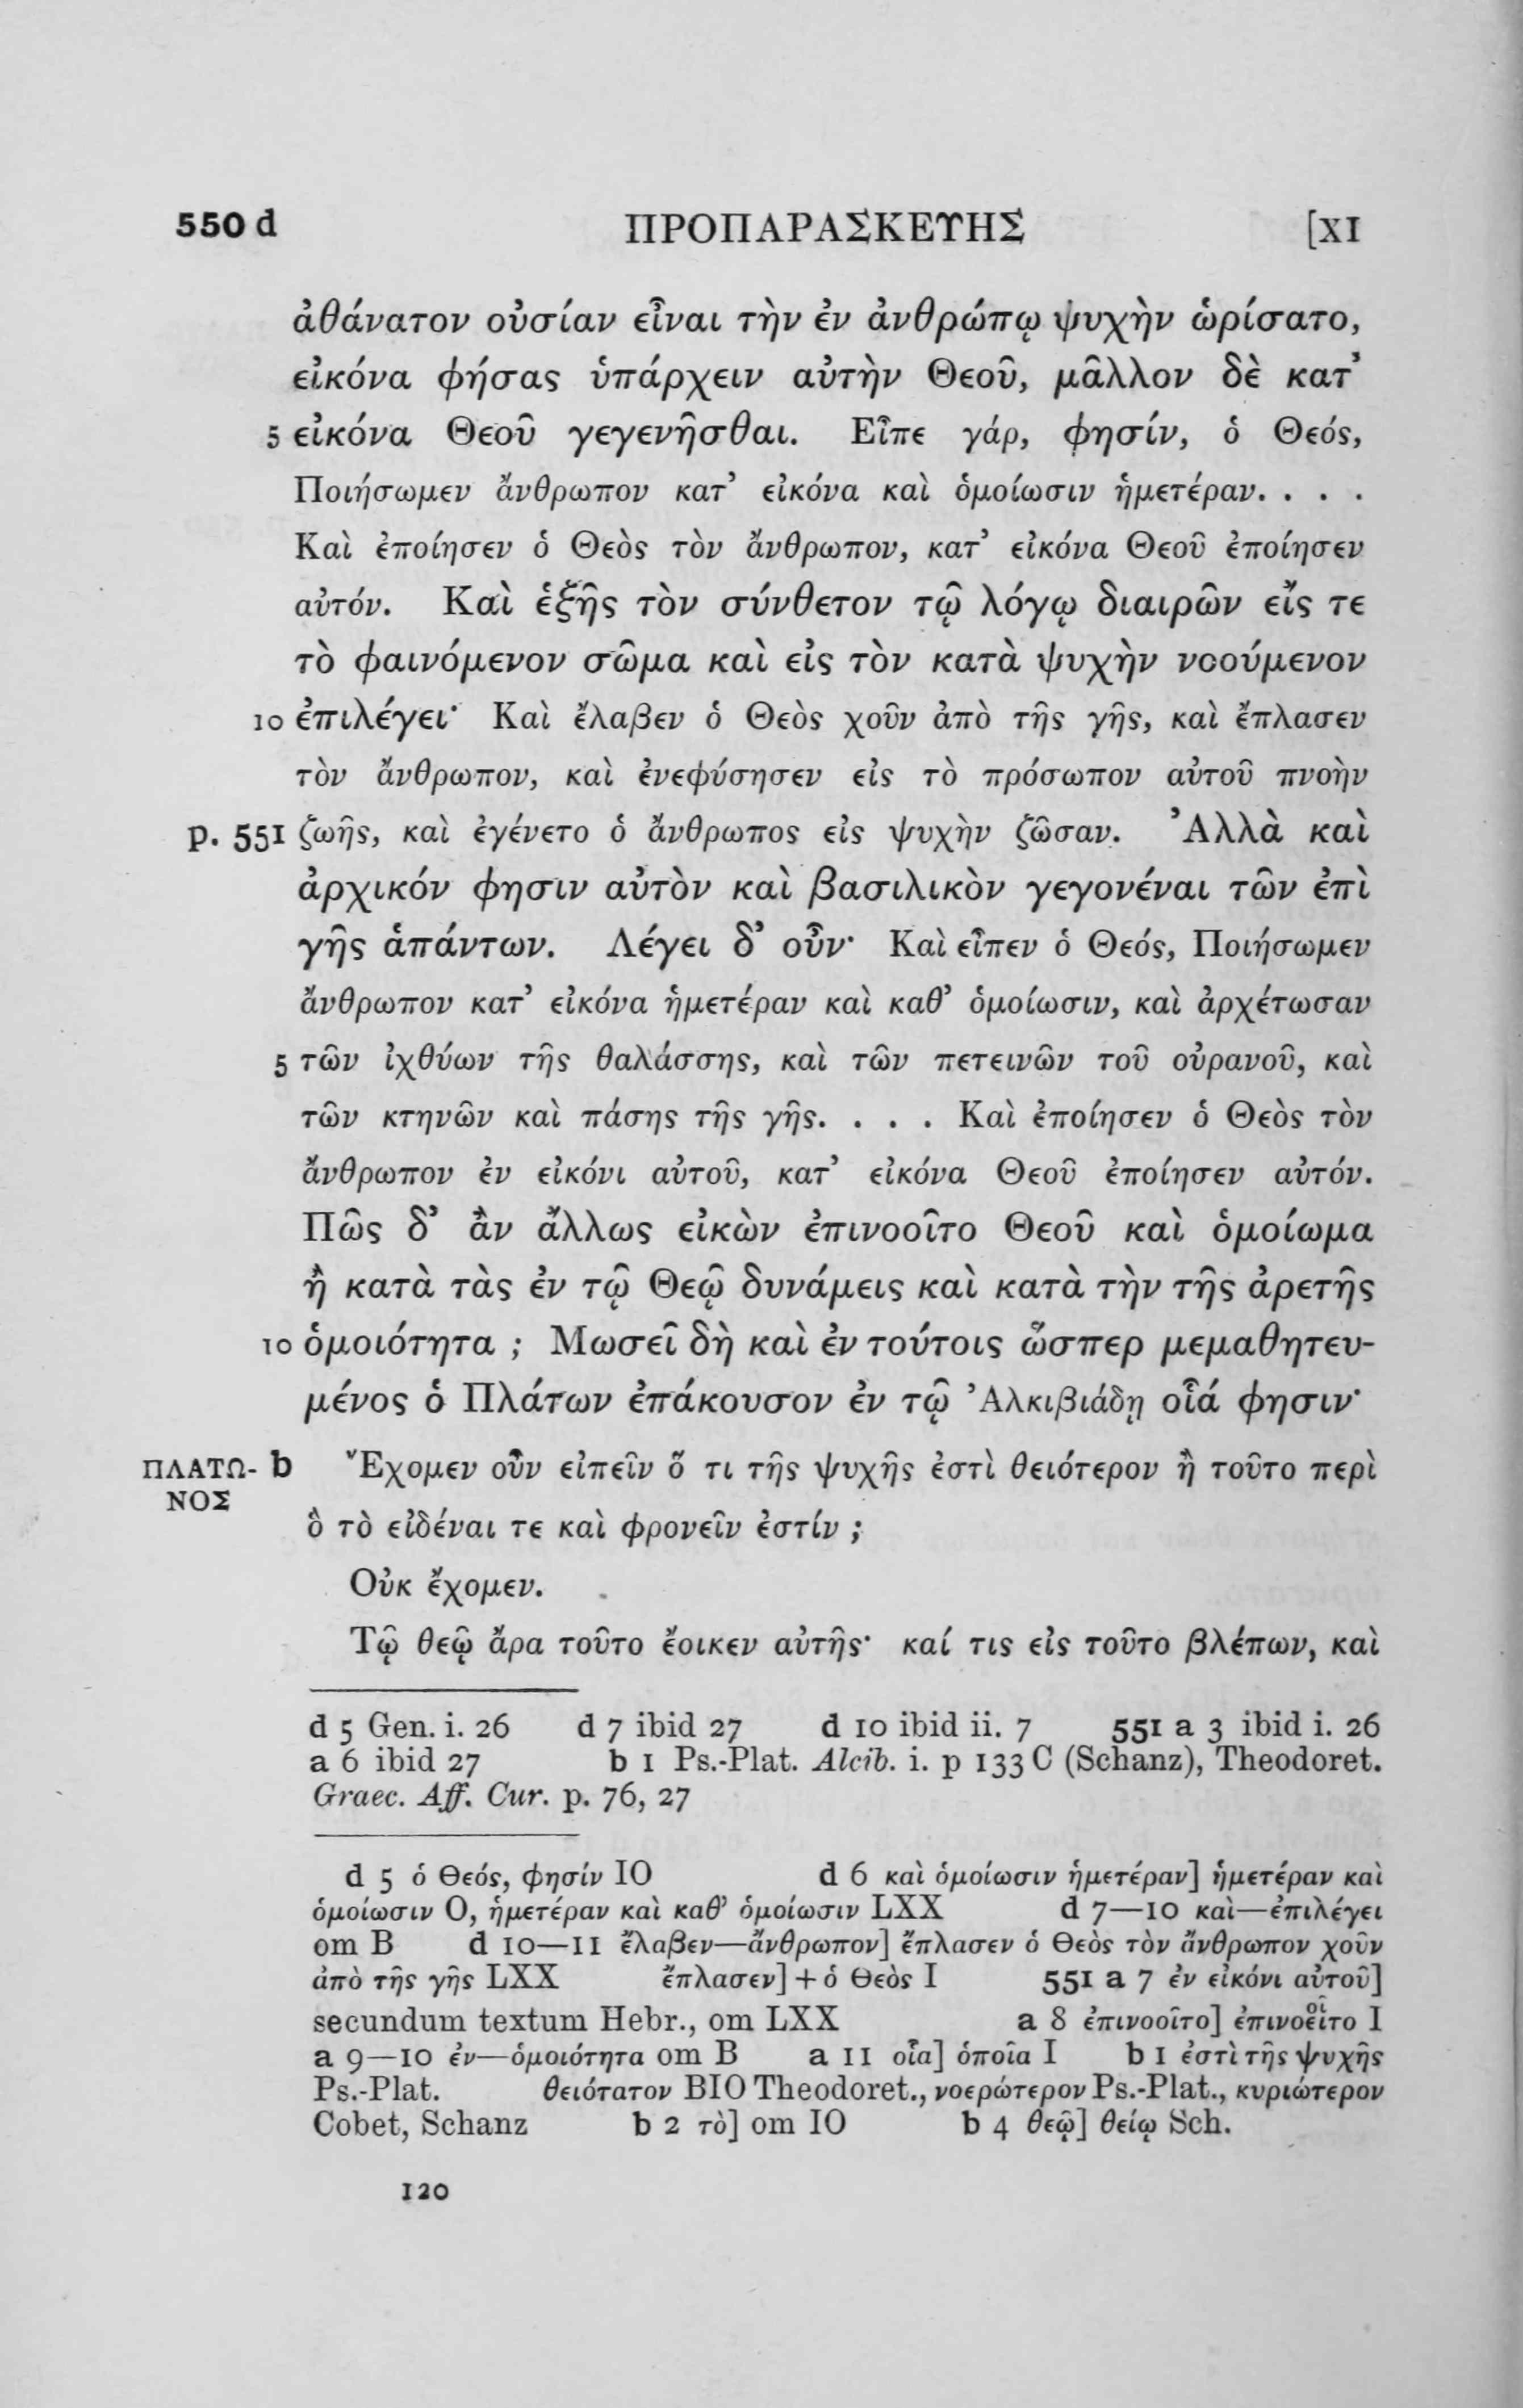 550 d ΠΡΟΠΑΡΑΣΚΕΥΗΣ [XI
ἀθάνατον οὐσίαν εἶναι τὴν ἐν ἀνθρώπῳ ψυχὴν ὡρίσατο,
εἰκόνα φήσας ὑπάρχειν αὐτὴν Θεοῦ, μᾶλλον δὲ κατ’
5 εἰκόνα Θεοῦ γεγενῆσθαι. Εἶπε γάρ, φησίν, ὁ Θεός,
Ποιήσωμεν ἄνθρωπον κατ’ εἰκόνα καὶ ὁμοίωσιν ἡμετέραν. . . .
Καὶ ἐποίησεν ὁ Θεὸς τὸν ἄνθρωπον, κατ’ εἰκόνα Θεοῦ ἐποίησεν
αὐτόν. Καὶ ἑξῆς τὸν σύνθετον τῷ λόγῳ διαιρῶν εἴς τε
τὸ φαινόμενον σῶμα καὶ εἰς τὸν κατὰ ψυχὴν νοούμενον
10 ἐπιλέγει· Καὶ ἔλαβεν ὁ Θεὸς χοῦν ἀπὸ τῆς γῆς, καὶ ἔπλασεν
τὸν ἄνθρωπον, καὶ ἐνεφύσησεν εἰς τὸ πρόσωπον αὐτοῦ πνοὴν
p. 551 ζωῆς, καὶ ἐγένετο ὁ ἄνθρωπος εἰς ψυχὴν ζῶσαν. Ἀλλὰ καὶ
ἀρχικόν φησιν αὐτὸν καὶ βασιλικὸν γεγονέναι τῶν ἐπὶ
γῆς ἁπάντων. Λέγει δ’ οὖν· Καὶ εἶπεν ὁ Θεός, Ποιήσωμεν
ἄνθρωπον κατ’ εἰκόνα ἡμετέραν καὶ καθ’ ὁμοίωσιν, καὶ ἀρχέτωσαν
5 τῶν ἰχθύων τῆς θαλάσσης, καὶ τῶν πετεινῶν τοῦ οὐρανοῦ, καὶ
τῶν κτηνῶν καὶ πάσης τῆς γῆς. . . . Καὶ ἐποίησεν ὁ Θεὸς τὸν
ἄνθρωπον ἐν εἰκόνι αὐτοῦ, κατ’ εἰκόνα Θεοῦ ἐποίησεν αὐτόν.
Πῶς δ’ ἂν ἄλλως εἰκὼν ἐπινοοῖτο Θεοῦ καὶ ὁμοίωμα
ἢ κατὰ τὰς ἐν τῷ Θεῷ δυνάμεις καὶ κατὰ τὴν τῆς ἀρετῆς
10 ὁμοιότητα ; Μωσεῖ δὴ καὶ ἐν τούτοις ὥσπερ μεμαθητευ-
μένος ὁ Πλάτων ἐπάκουσον ἐν τῷ Ἀλκιβιάδῃ οἷά φησιν·
ΠΛΑΤΩ- b Ἔχομεν οὖν εἰπεῖν ὅ τι τῆς ψυχῆς ἐστὶ θειότερον ἢ τοῦτο περὶ
ΝΟΣ
ὃ τὸ εἰδέναι τε καὶ φρονεῖν ἐστίν ;
Οὐκ ἔχομεν.
Τῷ θεῷ ἄρα τοῦτο ἔοικεν αὐτῆς· καί τις εἰς τοῦτο βλέπων, καὶ
d 5 Gen. i. 26 d 7 ibid 27 d 10 ibid ii. 7 551 a 3 ibid i. 26
a 6 ibid 27 b 1 Ps.-Plat. Alcib. i. p 133 C (Schanz), Theodoret.
Graec. Aff. Cur. p. 76, 27
d 5 ὁ Θεός, φησίν IO d 6 καὶ ὁμοίωσιν ἡμετέραν] ἡμετέραν καὶ
ὁμοίωσιν O, ἡμετέραν καὶ καθ’ ὁμοίωσιν LXX d 7—10 καὶ—ἐπιλέγει
om B d 10—11 ἔλαβεν—ἄνθρωπον] ἔπλασεν ὁ Θεὸς τὸν ἄνθρωπον χοῦν
ἀπὸ τῆς γῆς LXX ἔπλασεν] + ὁ Θεὸς I 551 a 7 ἐν εἰκόνι αὐτοῦ]
secundum textum Hebr., om LXX a 8 ἐπινοοῖτο] ἐπινοεῖτο I
a 9—10 ἐν—ὁμοιότητα om B a 11 οἷα] ὁποῖα I b 1 ἐστὶ τῆς ψυχῆς
Ps.-Plat. θειότατον BIO Theodoret., νοερώτερον Ps.-Plat., κυριώτερον
Cobet, Schanz b 2 τὸ] om IO b 4 θεῷ] θείῳ Sch.
120